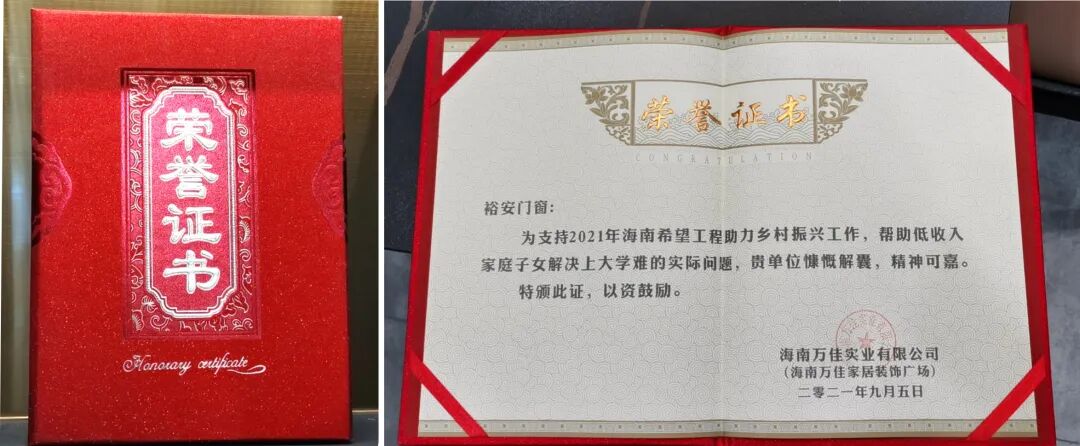 荣誉证书
Honorary certificate
荣誉证书
CONGRATULATION
裕安门窗：
为支持2021年海南希望工程助力乡村振兴工作，帮助低收入
家庭子女解决上大学难的实际问题，贵单位慷慨解囊，精神可嘉。
特颁此证，以资鼓励。
海南万佳实业有限公司
（海南万佳家居装饰广场）
二零二一年九月五日